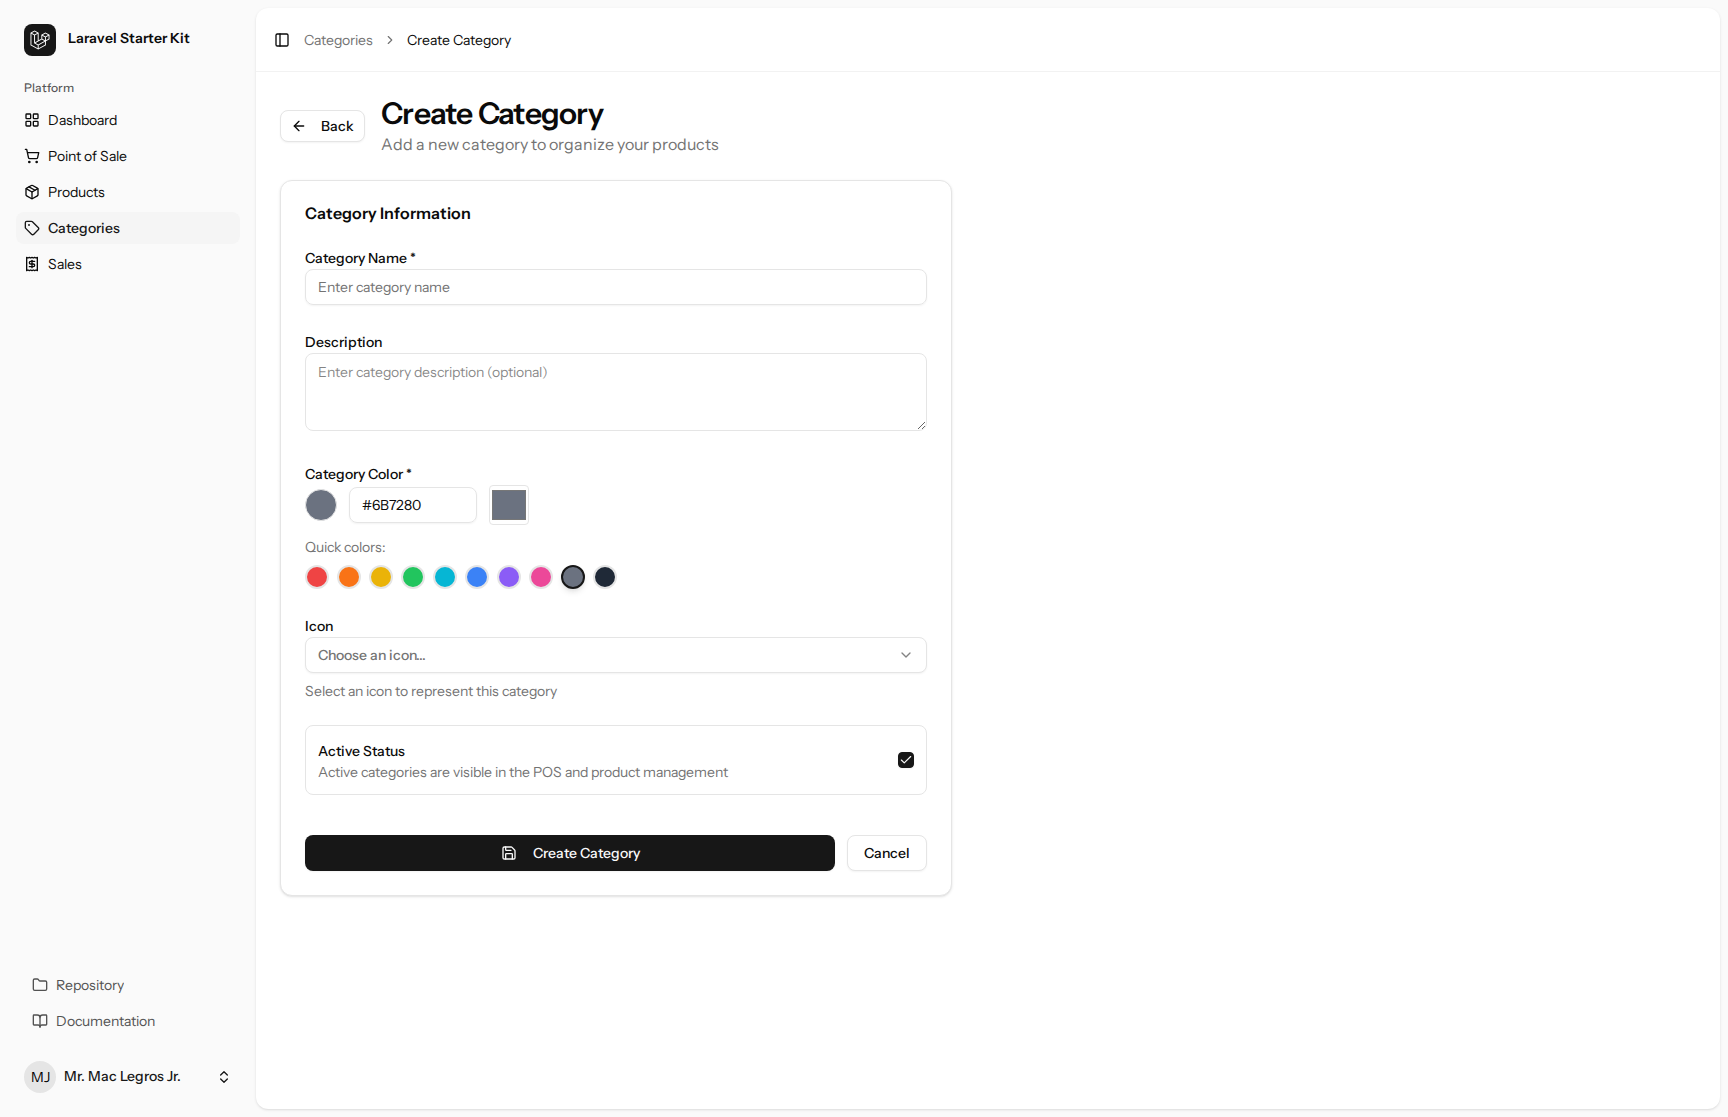 Laravel Starter Kit
Platform
Dashboard
Point of Sale
Products
Categories
Sales
Repository
Documentation
MJ Mr. Mac Legros Jr.
Categories > Create Category
Back
Create Category
Add a new category to organize your products
Category Information
Category Name *
Enter category name
Description
Enter category description (optional)
Category Color *
#6B7280
Quick colors:
Icon
Choose an icon...
Select an icon to represent this category
Active Status
Active categories are visible in the POS and product management
Create Category
Cancel